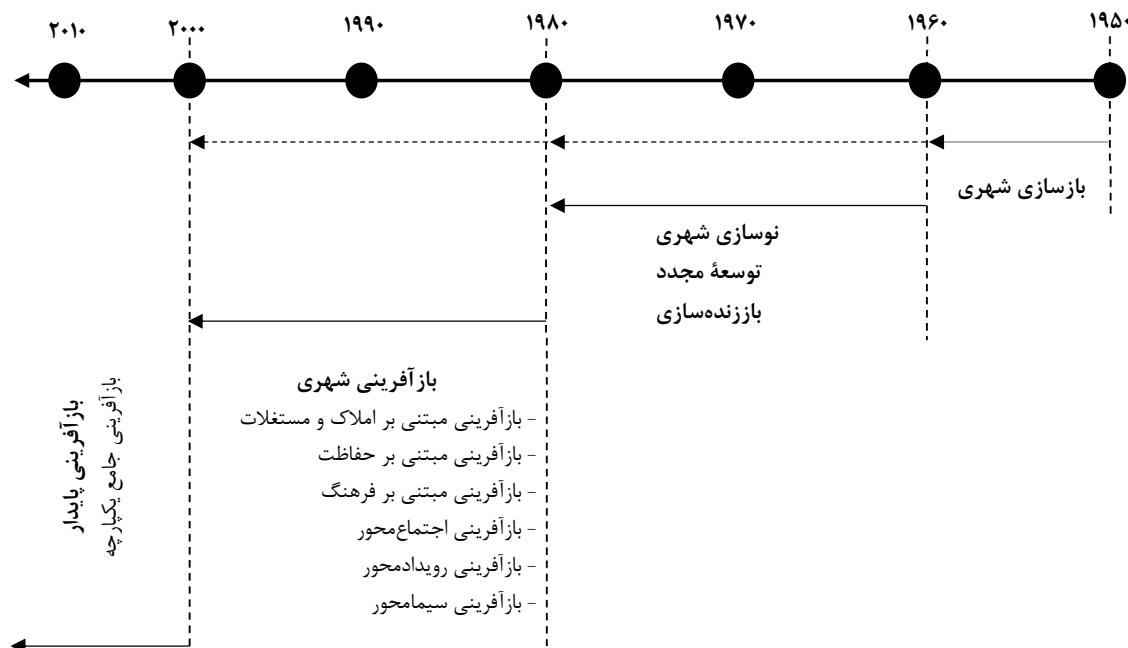 ۱۹۵۰
۱۹۶۰
۱۹۷۰
۱۹۸۰
۱۹۹۰
۲۰۰۰
۲۰۱۰
بازسازی شهری
نوسازی شهری
توسعهٔ مجدد
باززنده‌سازی
بازآفرینی شهری
- بازآفرینی مبتنی بر املاک و مستغلات
- بازآفرینی مبتنی بر حفاظت
- بازآفرینی مبتنی بر فرهنگ
- بازآفرینی اجتماع‌محور
- بازآفرینی رویدادمحور
- بازآفرینی سیمامحور
بازآفرینی پایدار
بازآفرینی جامع یکپارچه